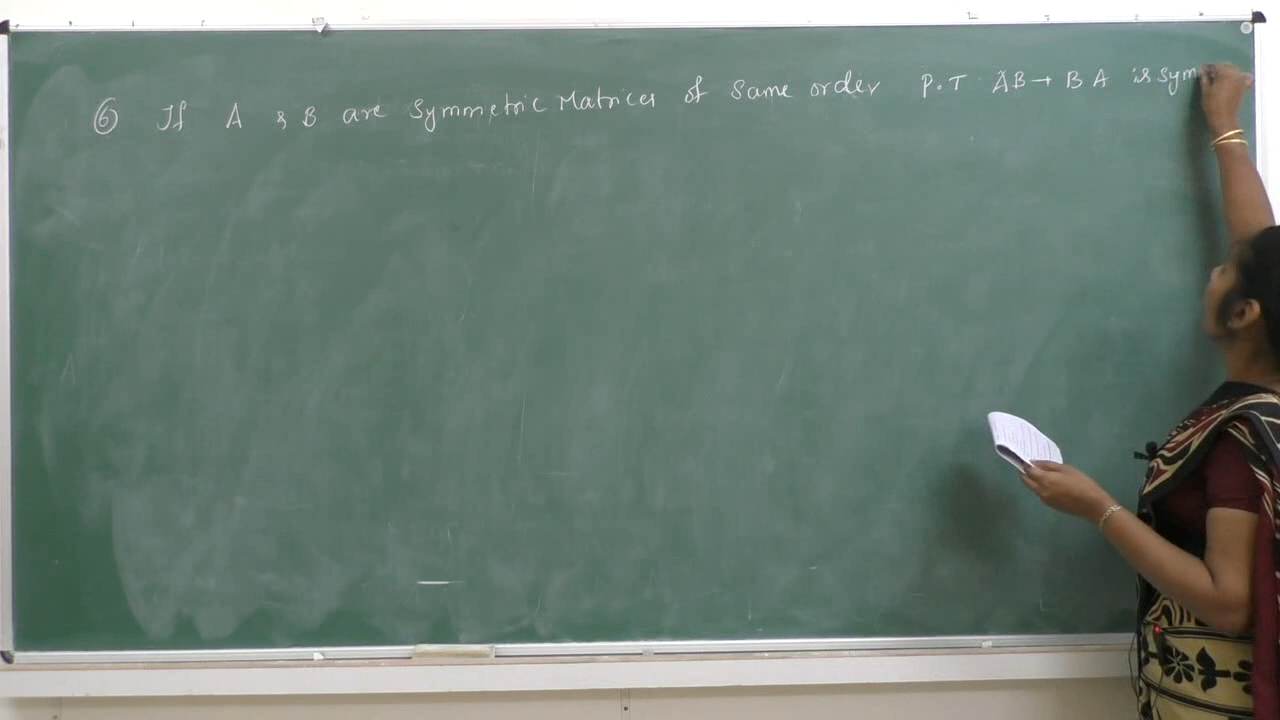 ⑥ If A & B are Symmetric Matrices of Same order P.T AB + BA is Sym